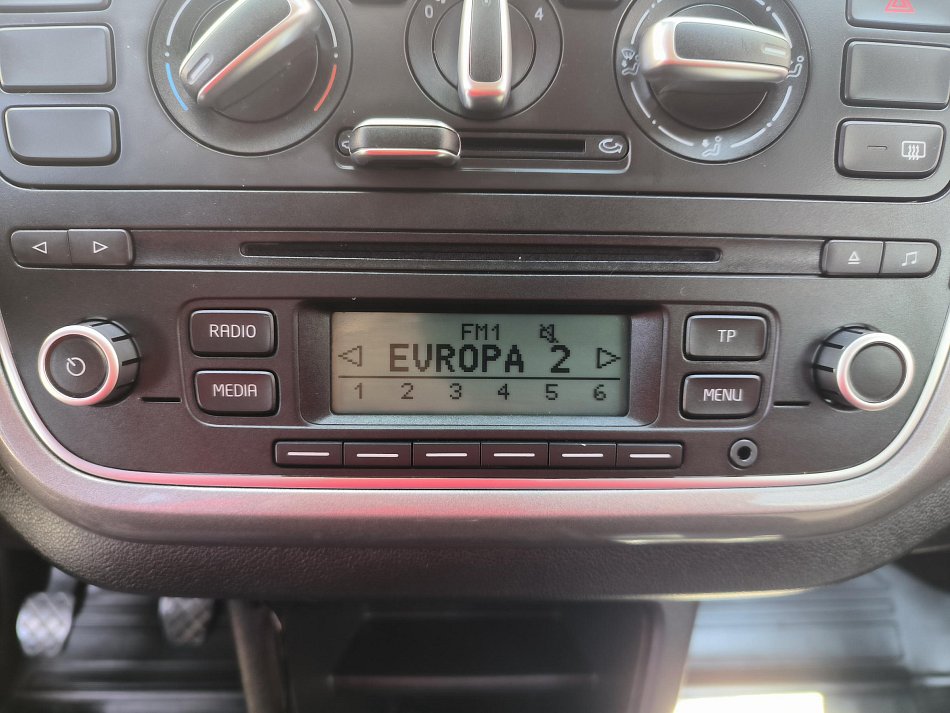 0 4
RADIO
MEDIA
FM1
EVROPA 2
1 2 3 4 5 6
TP
MENU